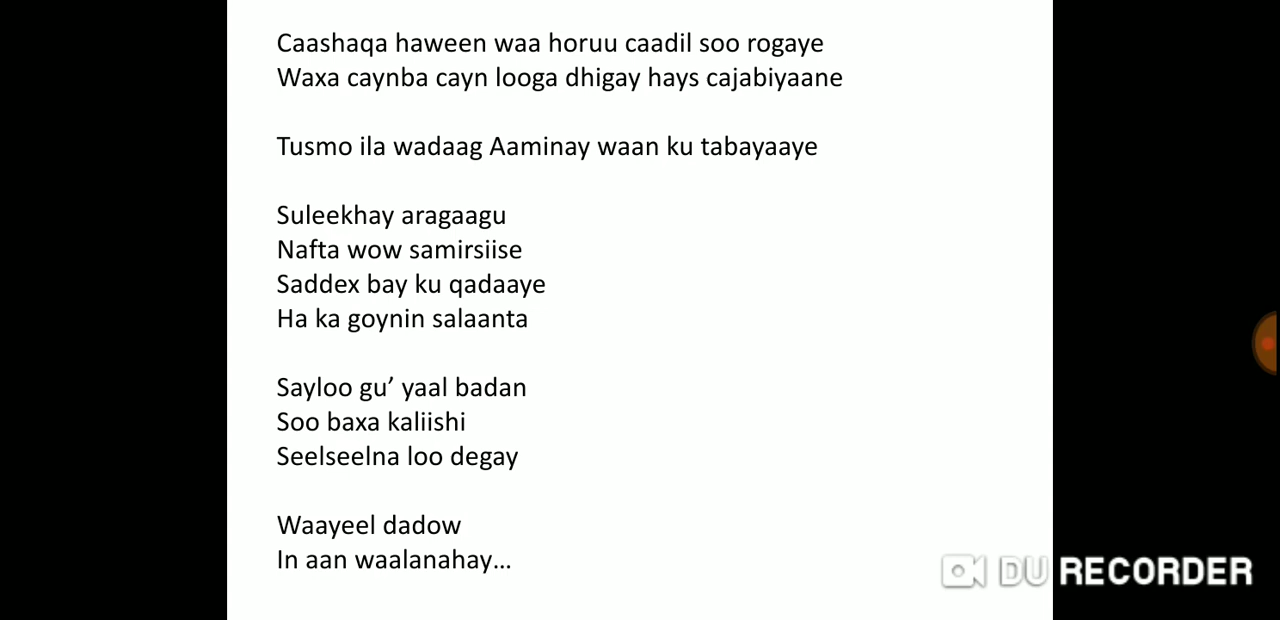 Caashaqa haween waa horuu caadil soo rogaye
Waxa caynba cayn looga dhigay hays cajabiyaane
Tusmo ila wadaag Aaminay waan ku tabayaaye
Suleekhay aragaagu
Nafta wow samirsiise
Saddex bay ku qadaaye
Ha ka goynin salaanta
Sayloo gu’ yaal badan
Soo baxa kaliishi
Seelseelna loo degay
Waayeel dadow
In aan waalanahay...
DU RECORDER